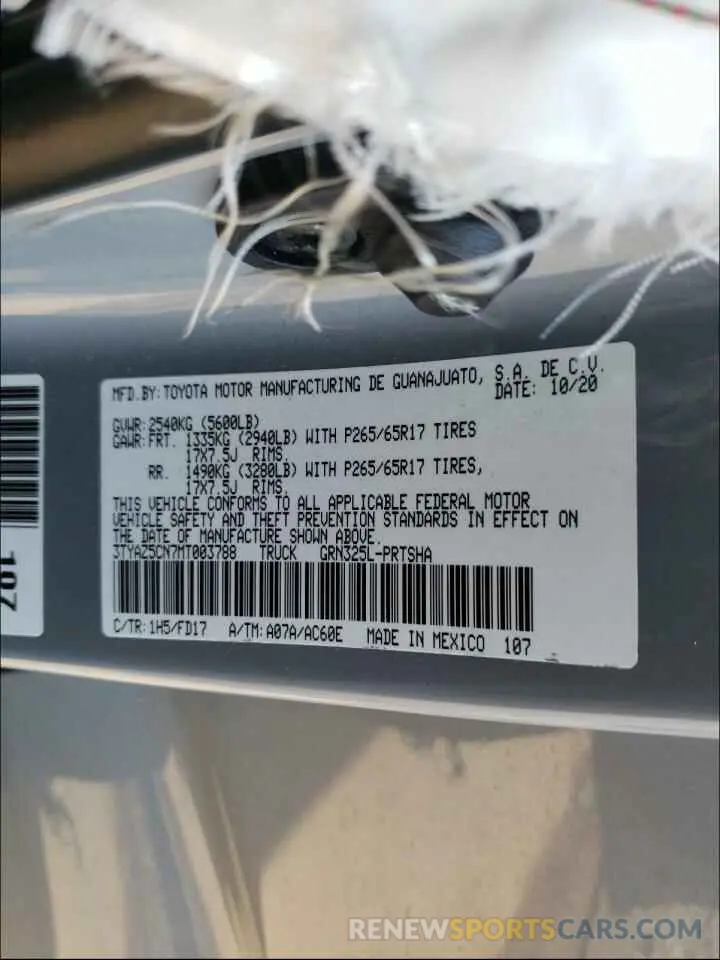 MFD.BY:TOYOTA MOTOR MANUFACTURING DE GUANAJUATO, S.A. DE C.V.
DATE: 10/20
GVWR:2540KG (5600LB)
GAWR:FRT. 1335KG (2940LB) WITH P265/65R17 TIRES
17X7.5J RIMS,
RR. 1490KG (3280LB) WITH P265/65R17 TIRES,
17X7.5J RIMS,
THIS VEHICLE CONFORMS TO ALL APPLICABLE FEDERAL MOTOR
VEHICLE SAFETY AND THEFT PREVENTION STANDARDS IN EFFECT ON
THE DATE OF MANUFACTURE SHOWN ABOVE.
3TYAZ5CN7MT003788 TRUCK GRN325L-PRTSHA
C/TR:1H5/FD17 A/TM:A07A/AC60E MADE IN MEXICO 107
107
RENEWSPORTSCARS.COM